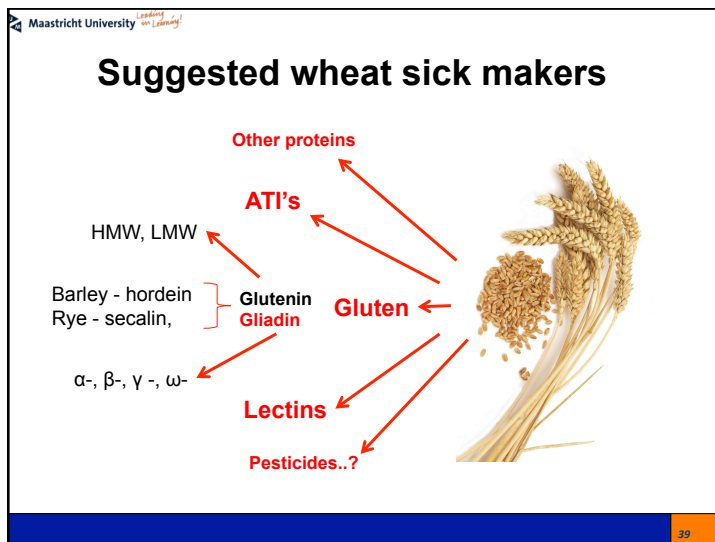 Maastricht University
Leading
in Learning!
Suggested wheat sick makers
Other proteins
ATI's
HMW, LMW
Barley - hordein
Rye - secalin,
Glutenin
Gliadin
Gluten
α-, β-, γ -, ω-
Lectins
Pesticides..?
39